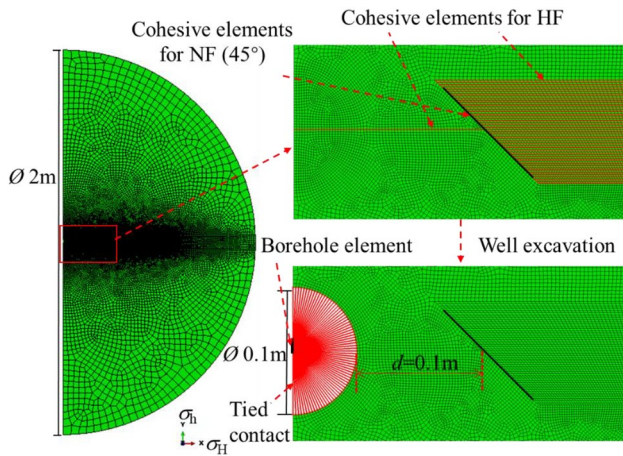 Cohesive elements
for NF (45°)
Cohesive elements for HF
Ø 2m
Borehole element
Well excavation
Ø 0.1m
d=0.1m
Tied
contact
σh
Y
x σH